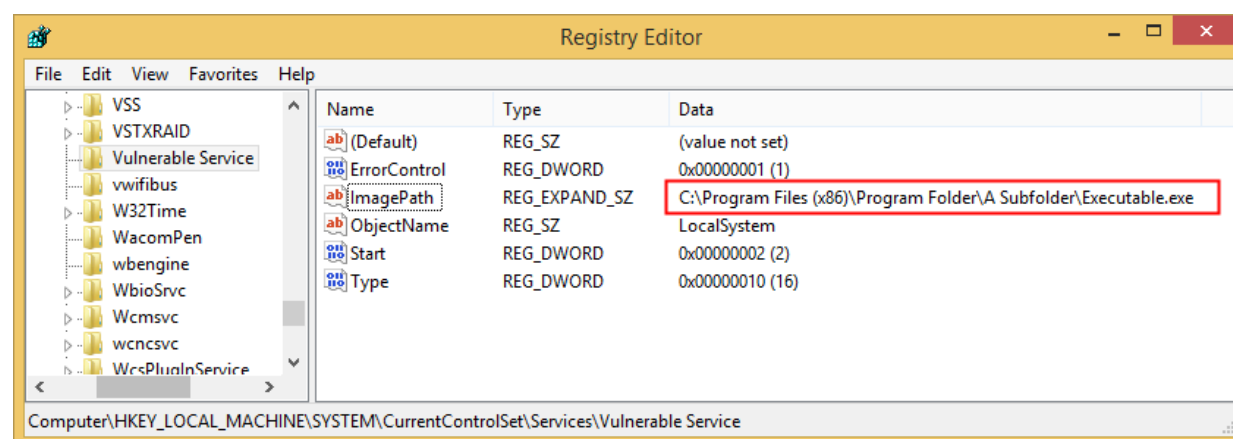 Registry Editor
File Edit View Favorites Help
VSS
VSTXRAID
Vulnerable Service
vwifibus
W32Time
WacomPen
wbengine
WbioSrvc
Wcmsvc
wcncsvc
WcsPlugInService
Name Type Data
(Default) REG_SZ (value not set)
ErrorControl REG_DWORD 0x00000001 (1)
ImagePath REG_EXPAND_SZ C:\Program Files (x86)\Program Folder\A Subfolder\Executable.exe
ObjectName REG_SZ LocalSystem
Start REG_DWORD 0x00000002 (2)
Type REG_DWORD 0x00000010 (16)
Computer\HKEY_LOCAL_MACHINE\SYSTEM\CurrentControlSet\Services\Vulnerable Service